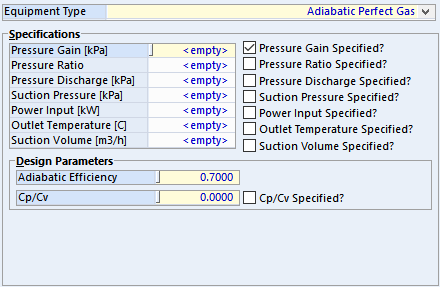 Equipment Type Adiabatic Perfect Gas
Specifications
Pressure Gain [kPa] <empty> Pressure Gain Specified?
Pressure Ratio <empty> Pressure Ratio Specified?
Pressure Discharge [kPa] <empty> Pressure Discharge Specified?
Suction Pressure [kPa] <empty> Suction Pressure Specified?
Power Input [kW] <empty> Power Input Specified?
Outlet Temperature [C] <empty> Outlet Temperature Specified?
Suction Volume [m3/h] <empty> Suction Volume Specified?
Design Parameters
Adiabatic Efficiency 0.7000
Cp/Cv 0.0000 Cp/Cv Specified?